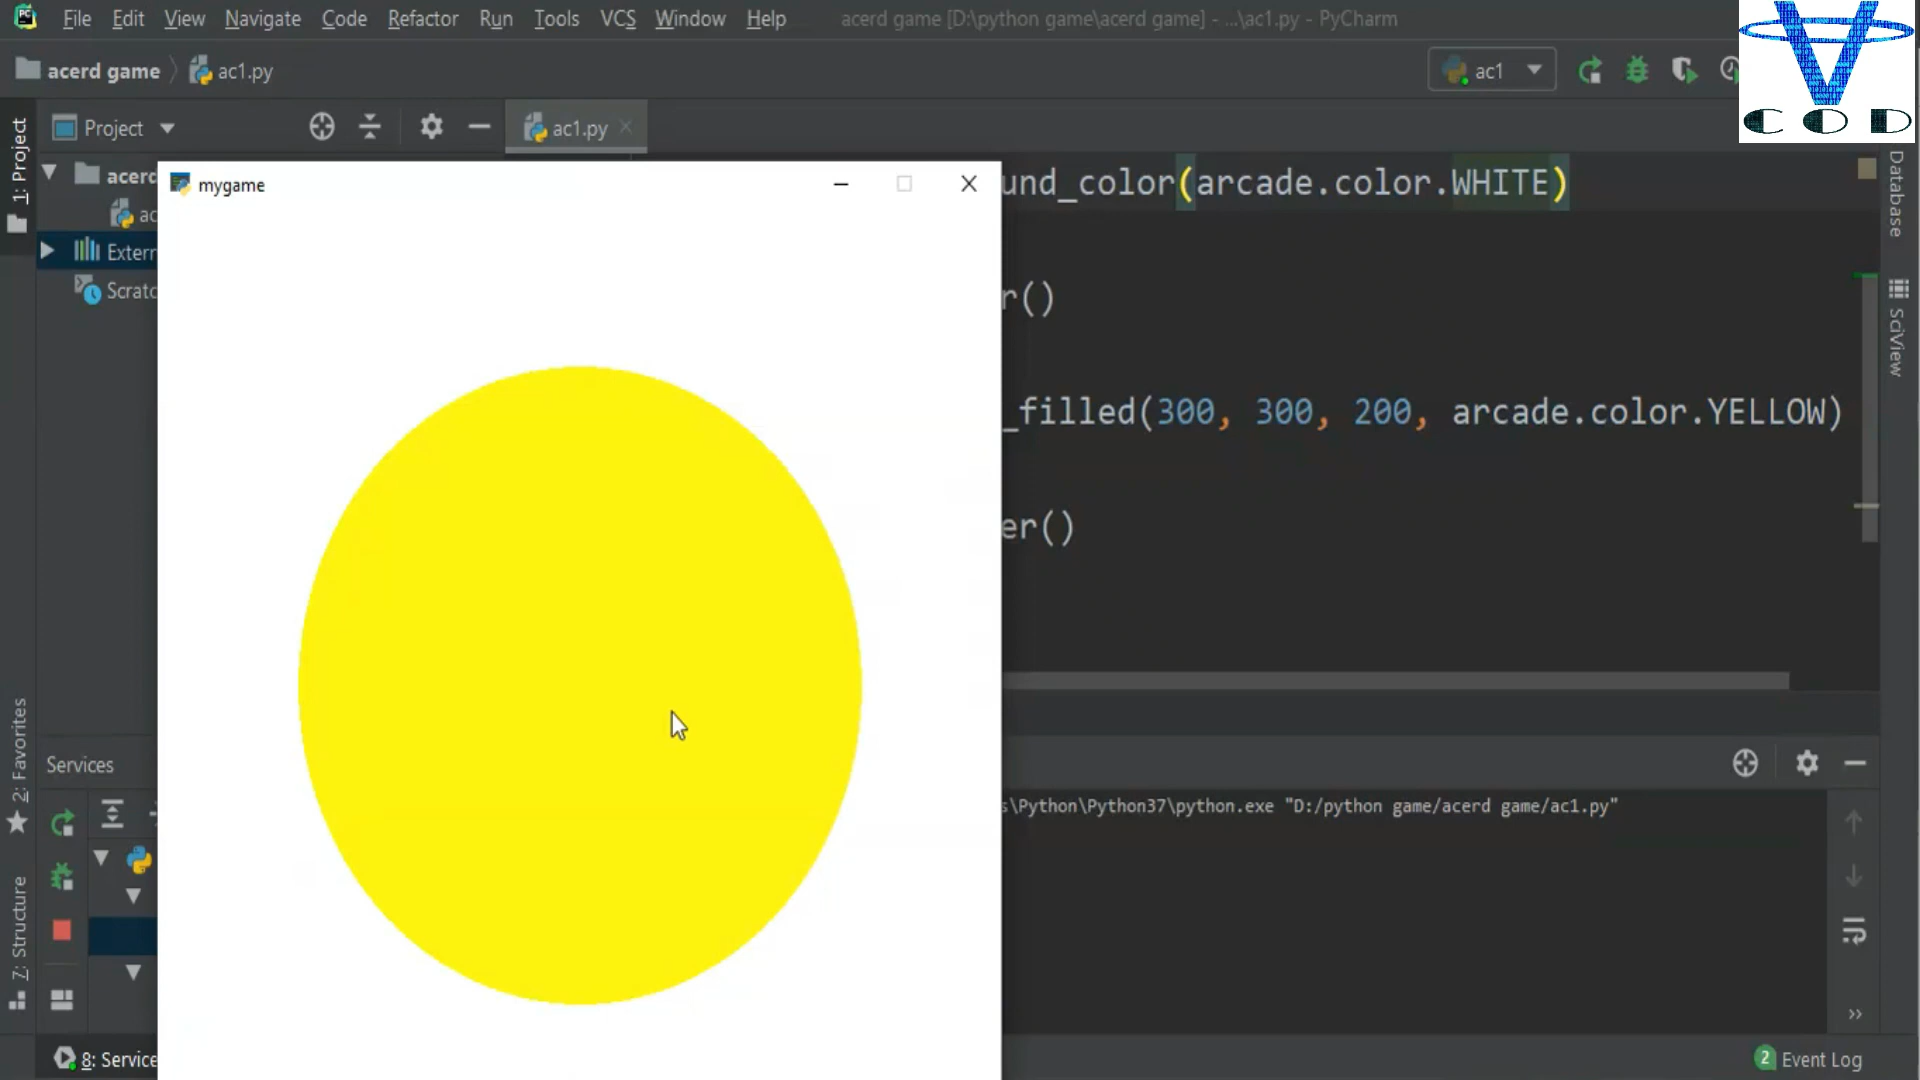 File Edit View Navigate Code Refactor Run Tools VCS Window Help acerd game [D:\python game\acerd game] - ...\ac1.py - PyCharm
acerd game ac1.py ac1
COD
1: Project
Project ac1.py
mygame
acerd
ac
Extern
Scratc
und_color(arcade.color.WHITE)
r()
_filled(300, 300, 200, arcade.color.YELLOW)
er()
Database
SciView
2: Favorites
7: Structure
Services
s\Python\Python37\python.exe "D:/python game/acerd game/ac1.py"
8: Service
2 Event Log